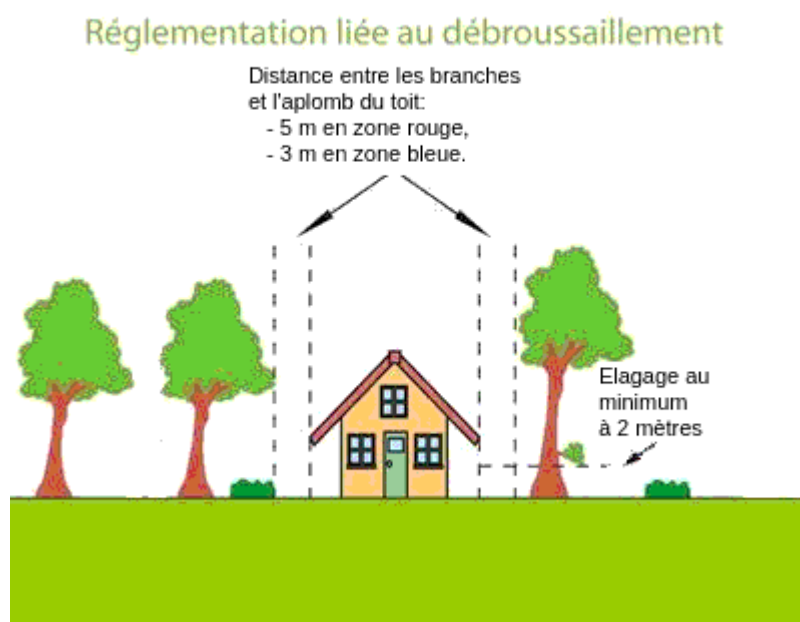 Réglementation liée au débroussaillement
Distance entre les branches
et l'aplomb du toit:
- 5 m en zone rouge,
- 3 m en zone bleue.
Elagage au
minimum
à 2 mètres